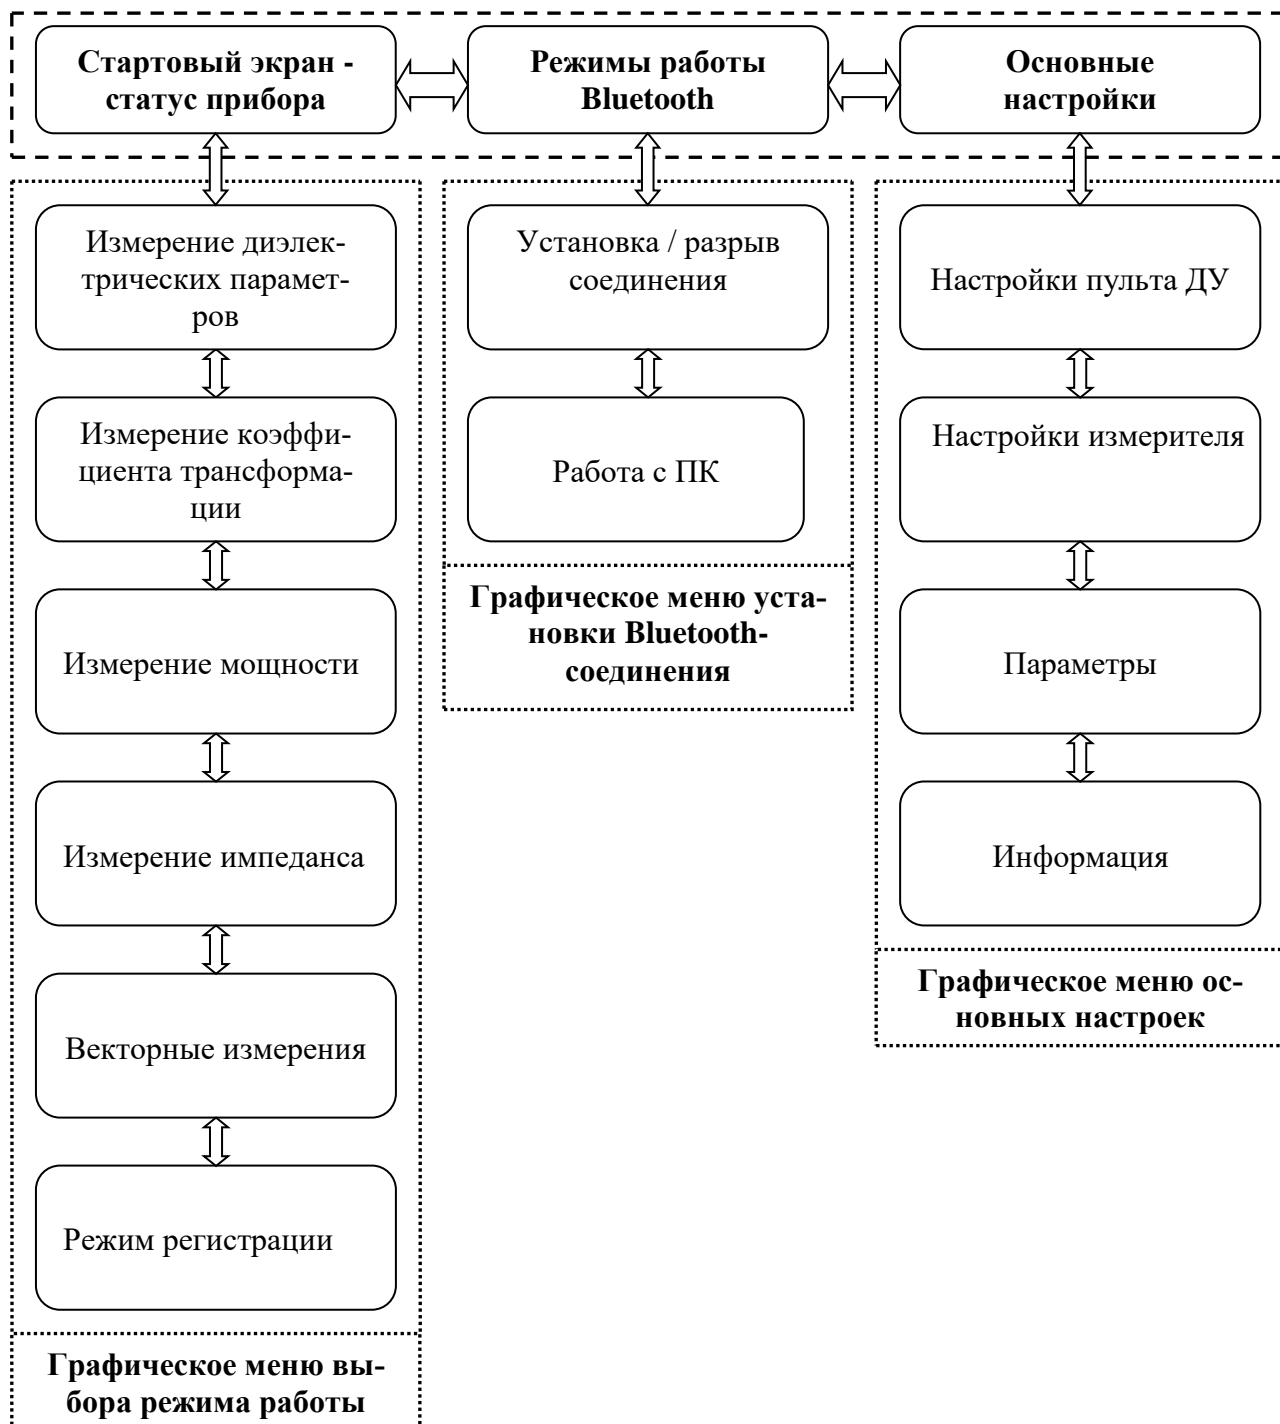 Стартовый экран -
статус прибора
Режимы работы
Bluetooth
Основные
настройки
Измерение диэлек-
трических парамет-
ров
Измерение коэффи-
циента трансформа-
ции
Измерение мощности
Измерение импеданса
Векторные измерения
Режим регистрации
Графическое меню вы-
бора режима работы
Установка / разрыв
соединения
Работа с ПК
Графическое меню уста-
новки Bluetooth-
соединения
Настройки пульта ДУ
Настройки измерителя
Параметры
Информация
Графическое меню ос-
новных настроек